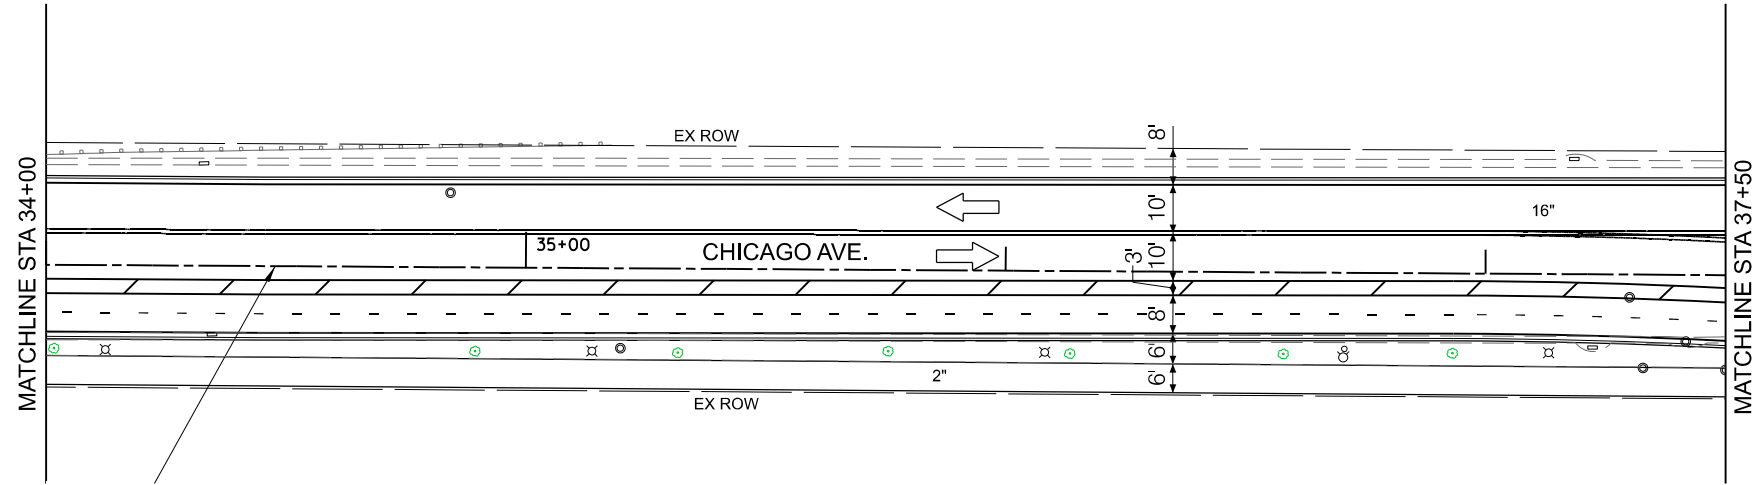 MATCHLINE STA 34+00
EX ROW
8'
10'
16"
35+00
CHICAGO AVE.
3'
10'
8'
6'
2"
6'
EX ROW
MATCHLINE STA 37+50